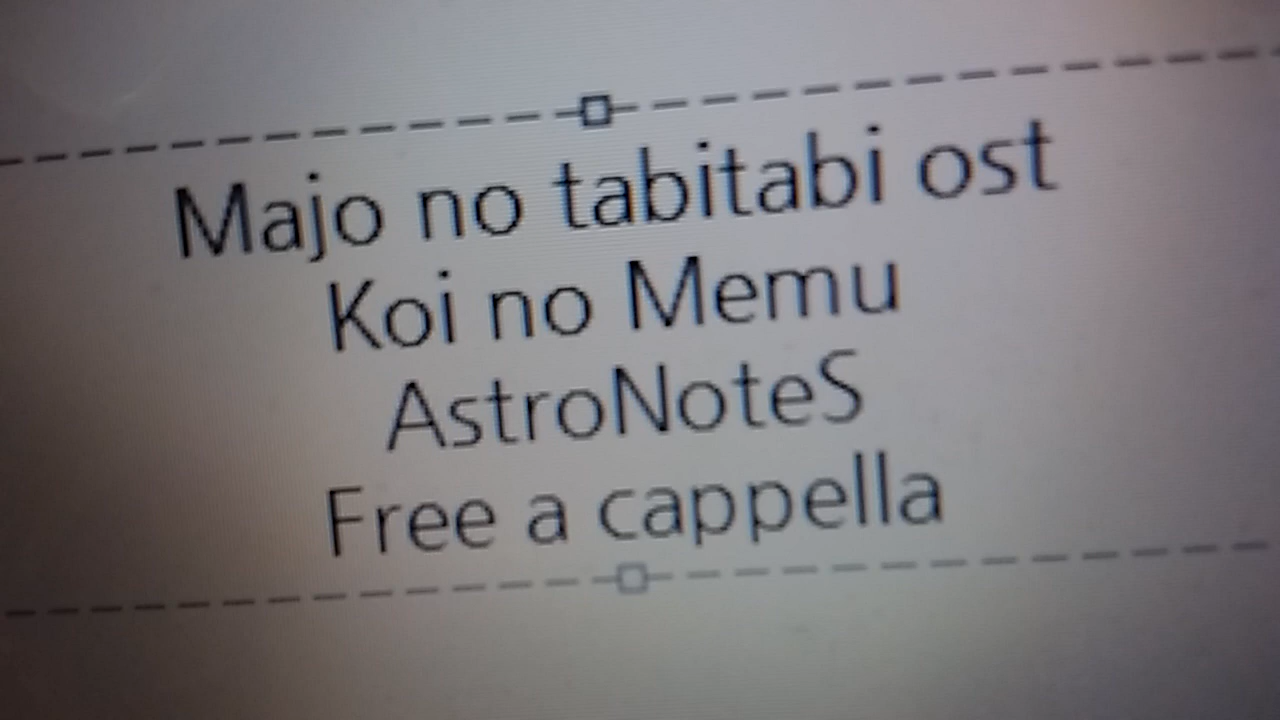 Majo no tabitabi ost
Koi no Memu
AstroNoteS
Free a cappella